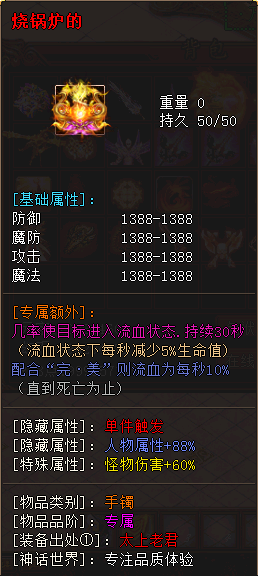 烧锅炉的
重量 0
持久 50/50
[基础属性]:
防御 1388-1388
魔防 1388-1388
攻击 1388-1388
魔法 1388-1388
[专属额外]:
几率使目标进入流血状态.持续30秒
（流血状态下每秒减少5%生命值）
配合“完·美”则流血为每秒10%
（直到死亡为止）
[隐藏属性]: 单件触发
[隐藏属性]: 人物属性+88%
[特殊属性]: 怪物伤害+60%
[物品类别]: 手镯
[物品品阶]: 专属
[装备出处①]: 太上老君
[神话世界]: 专注品质体验